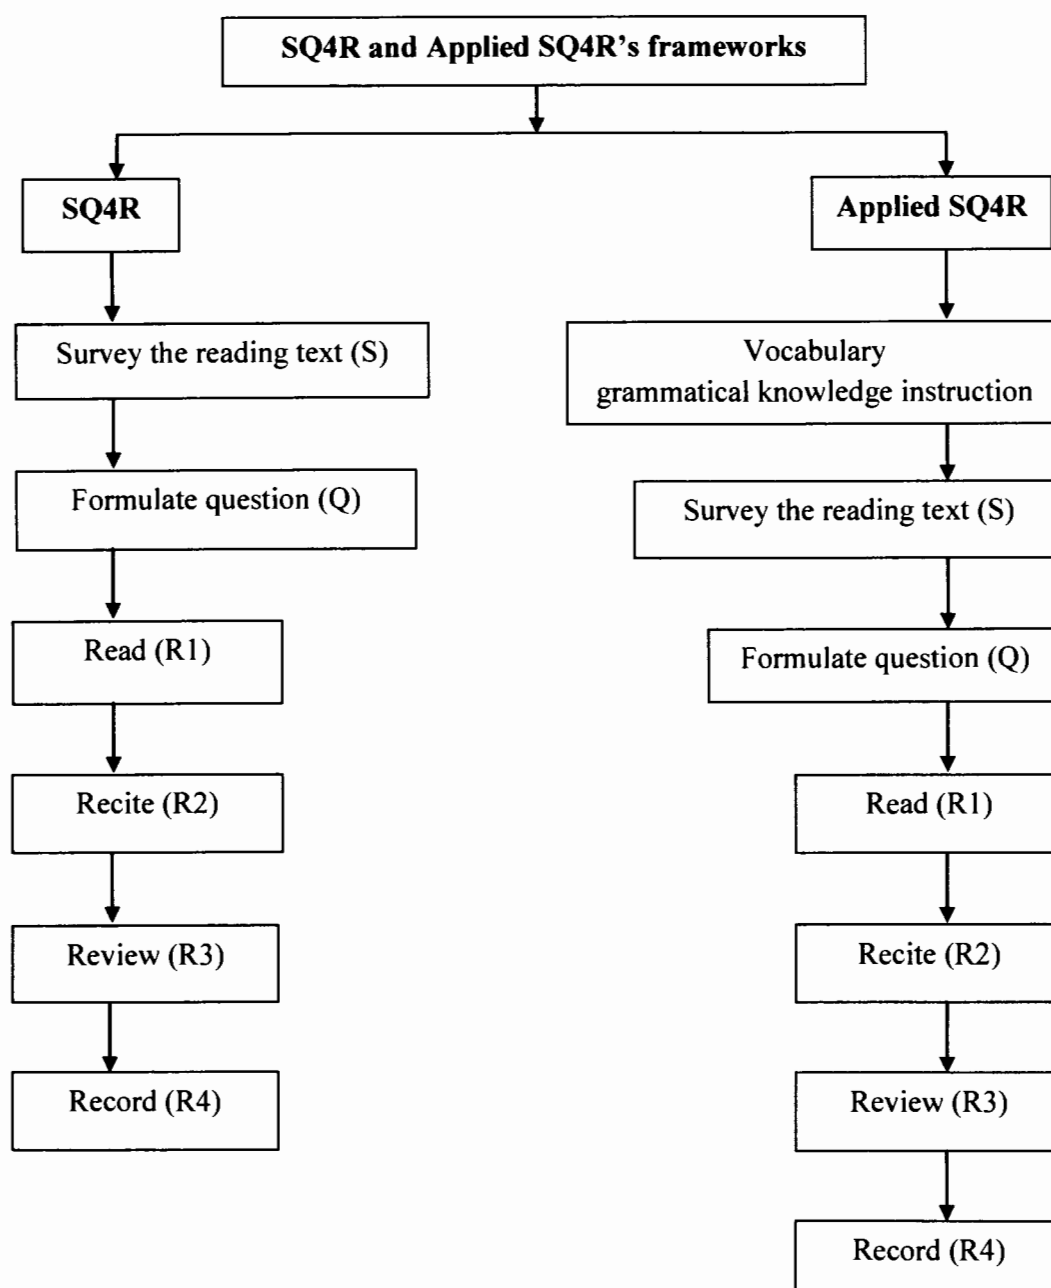 SQ4R and Applied SQ4R's frameworks
SQ4R
Survey the reading text (S)
Formulate question (Q)
Read (R1)
Recite (R2)
Review (R3)
Record (R4)
Applied SQ4R
Vocabulary
grammatical knowledge instruction
Survey the reading text (S)
Formulate question (Q)
Read (R1)
Recite (R2)
Review (R3)
Record (R4)